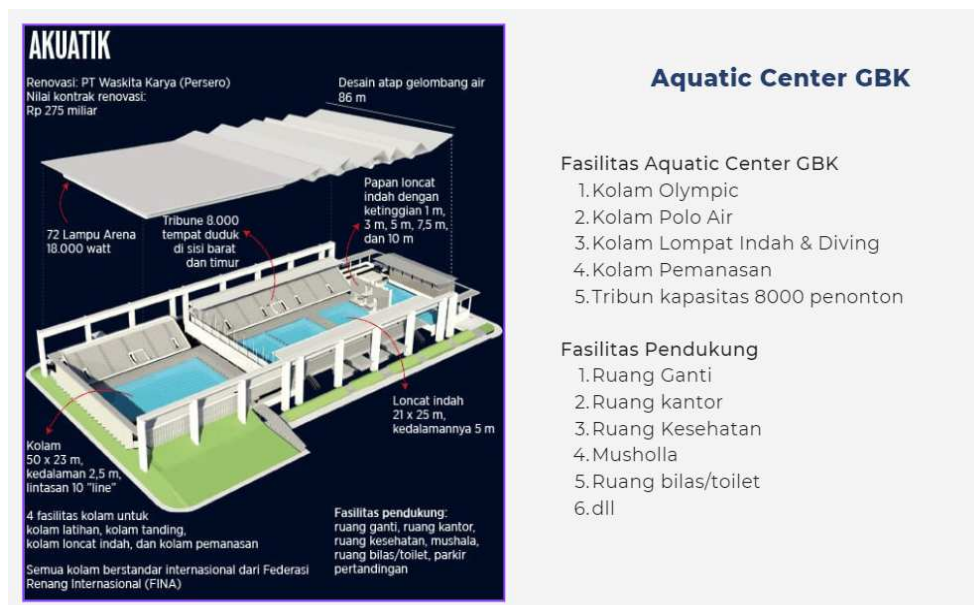 AKUATIK
Renovasi: PT Waskita Karya (Persero)
Nilai kontrak renovasi:
Rp 275 miliar
Desain atap gelombang air
86 m
72 Lampu Arena
18.000 watt
Tribune 8.000
tempat duduk
di sisi barat
dan timur
Papan loncat
indah dengan
ketinggian 1 m,
3 m, 5 m, 7,5 m,
dan 10 m
Loncat indah
21 x 25 m,
kedalamannya 5 m
Kolam
50 x 23 m,
kedalaman 2,5 m,
lintasan 10 "line"
4 fasilitas kolam untuk
kolam latihan, kolam tanding,
kolam loncat indah, dan kolam pemanasan
Semua kolam berstandar internasional dari Federasi
Renang Internasional (FINA)
Fasilitas pendukung:
ruang ganti, ruang kantor,
ruang kesehatan, mushala,
ruang bilas/toilet, parkir
pertandingan
Aquatic Center GBK
Fasilitas Aquatic Center GBK
1.Kolam Olympic
2.Kolam Polo Air
3.Kolam Lompat Indah & Diving
4.Kolam Pemanasan
5.Tribun kapasitas 8000 penonton
Fasilitas Pendukung
1.Ruang Ganti
2.Ruang kantor
3.Ruang Kesehatan
4.Musholla
5.Ruang bilas/toilet
6.dll